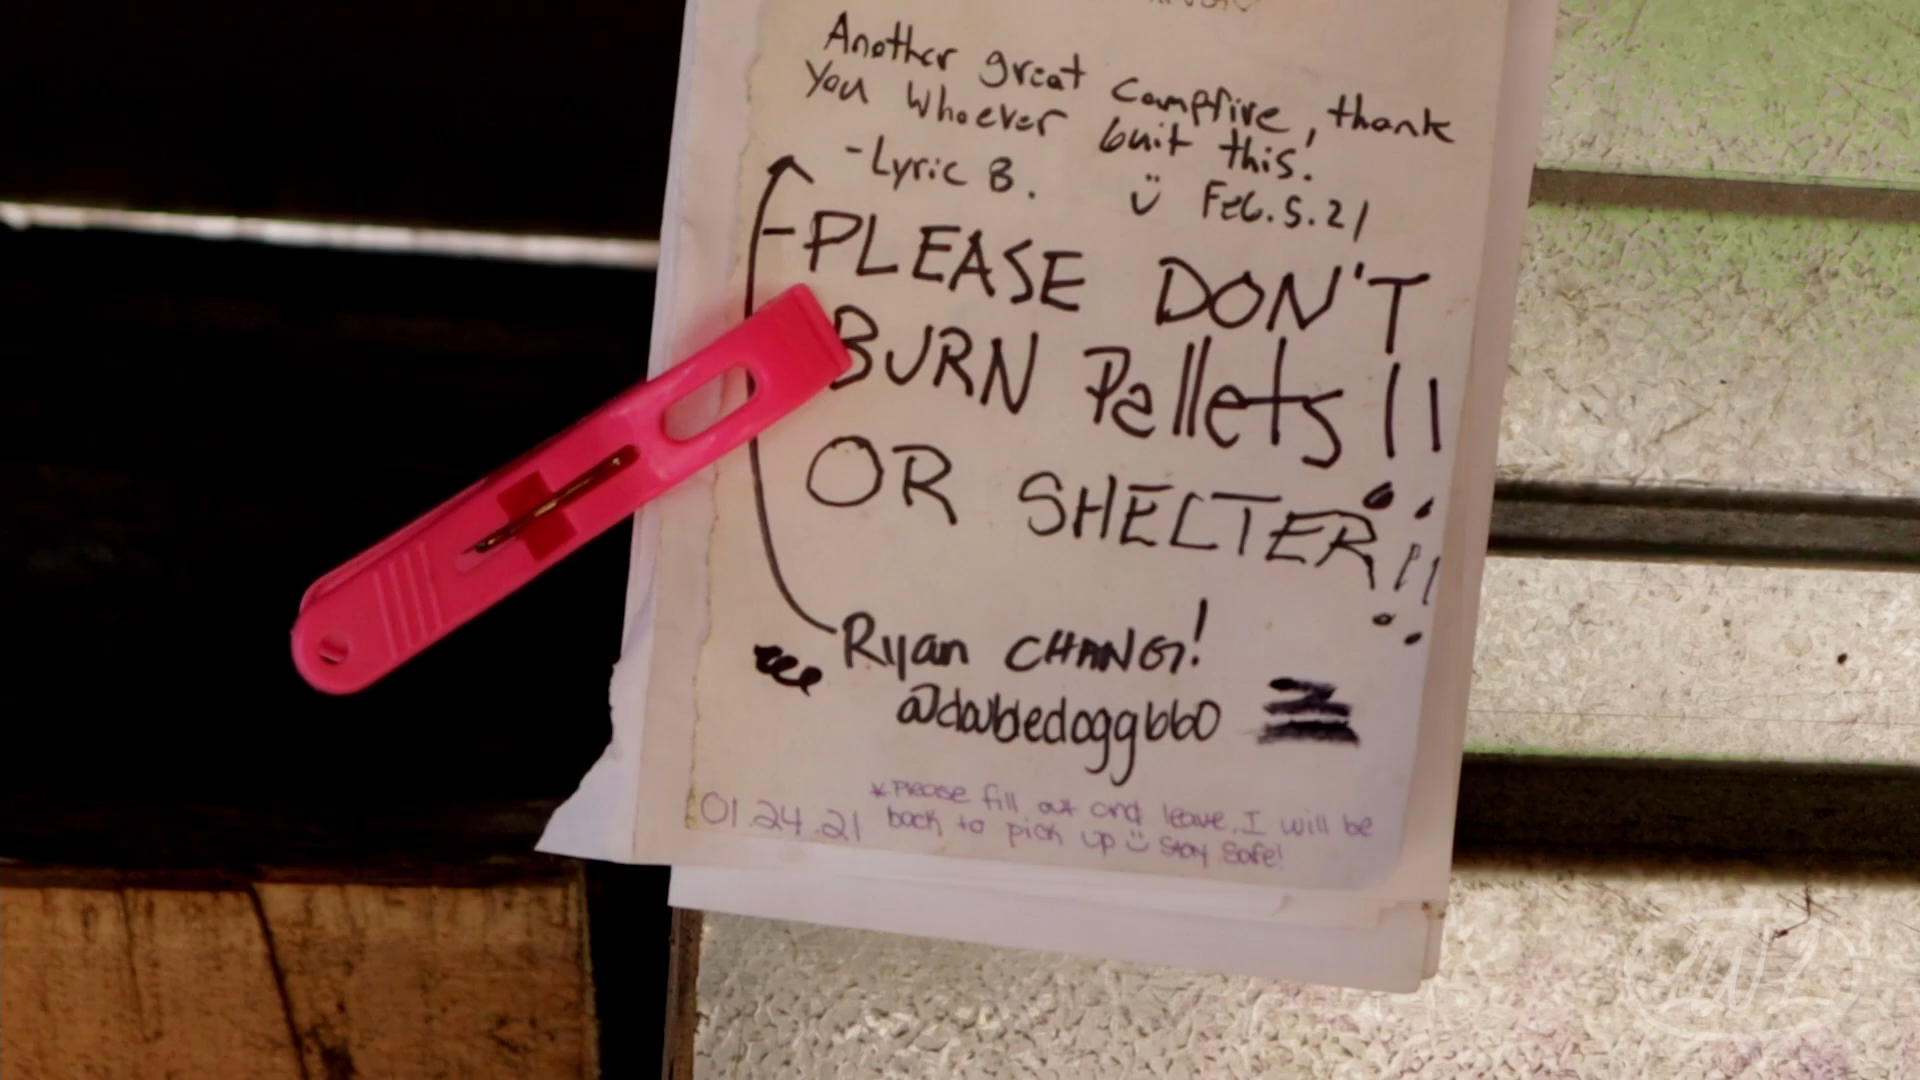 Another great campfire, thank
you whoever buit this!
-Lyric B. Feb. 5. 21
-PLEASE DON'T
BURN Pallets!!
OR SHELTER!!
Ryan CHANG!
@doubledogg660
*Please fill out and leave. I will be
01.24.21 back to pick up Stay Safe!